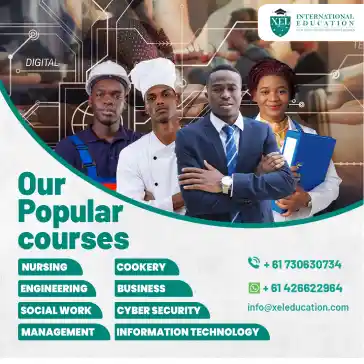 XEL
INTERNATIONAL
EDUCATION
DIGITAL
Our
Popular
courses
NURSING
COOKERY
ENGINEERING
BUSINESS
SOCIAL WORK
CYBER SECURITY
MANAGEMENT
INFORMATION TECHNOLOGY
+ 61 730630734
+ 61 426622964
info@xeleducation.com